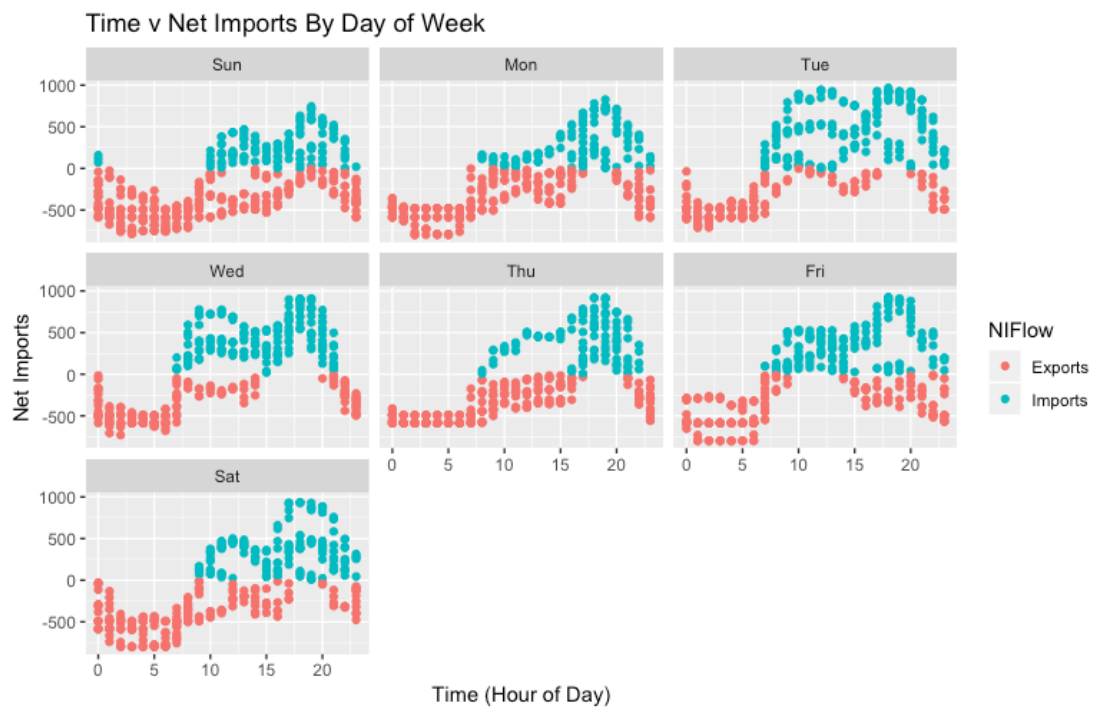 Time v Net Imports By Day of Week
Sun Mon Tue
1000
500
0
-500
Wed Thu Fri
1000
500
0
-500
0 5 10 15 20 0 5 10 15 20
Sat
1000
500
0
-500
0 5 10 15 20
Net Imports
Time (Hour of Day)
NIFlow
Exports
Imports